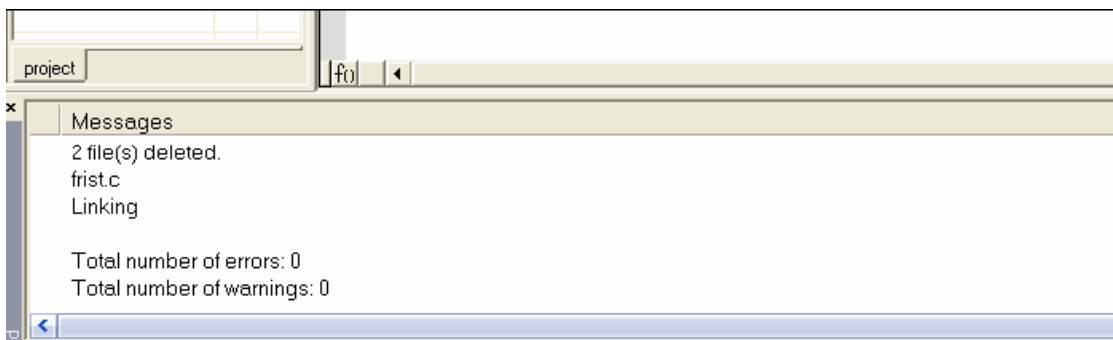 project
f()
Messages
2 file(s) deleted.
frist.c
Linking
Total number of errors: 0
Total number of warnings: 0